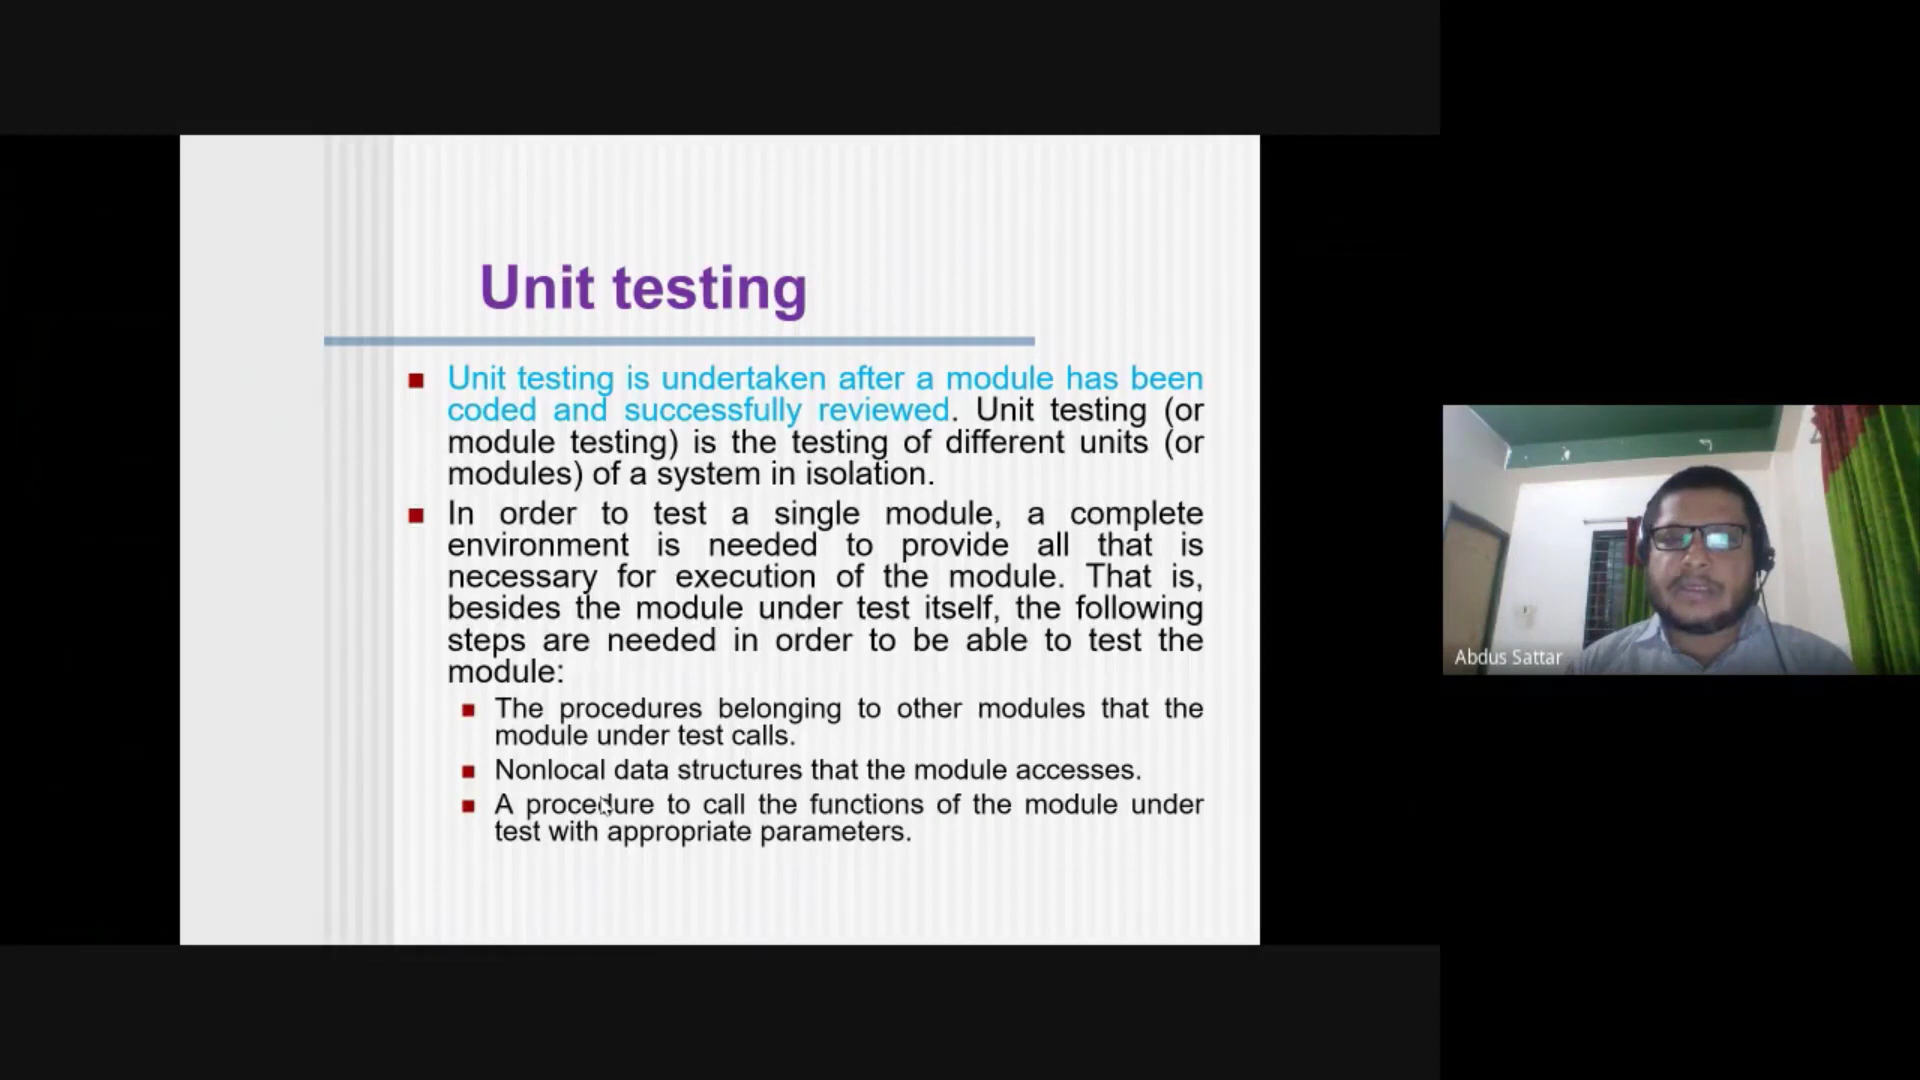 Unit testing
Unit testing is undertaken after a module has been
coded and successfully reviewed. Unit testing (or
module testing) is the testing of different units (or
modules) of a system in isolation.
In order to test a single module, a complete
environment is needed to provide all that is
necessary for execution of the module. That is,
besides the module under test itself, the following
steps are needed in order to be able to test the
module:
The procedures belonging to other modules that the
module under test calls.
Nonlocal data structures that the module accesses.
A procedure to call the functions of the module under
test with appropriate parameters.
Abdus Sattar